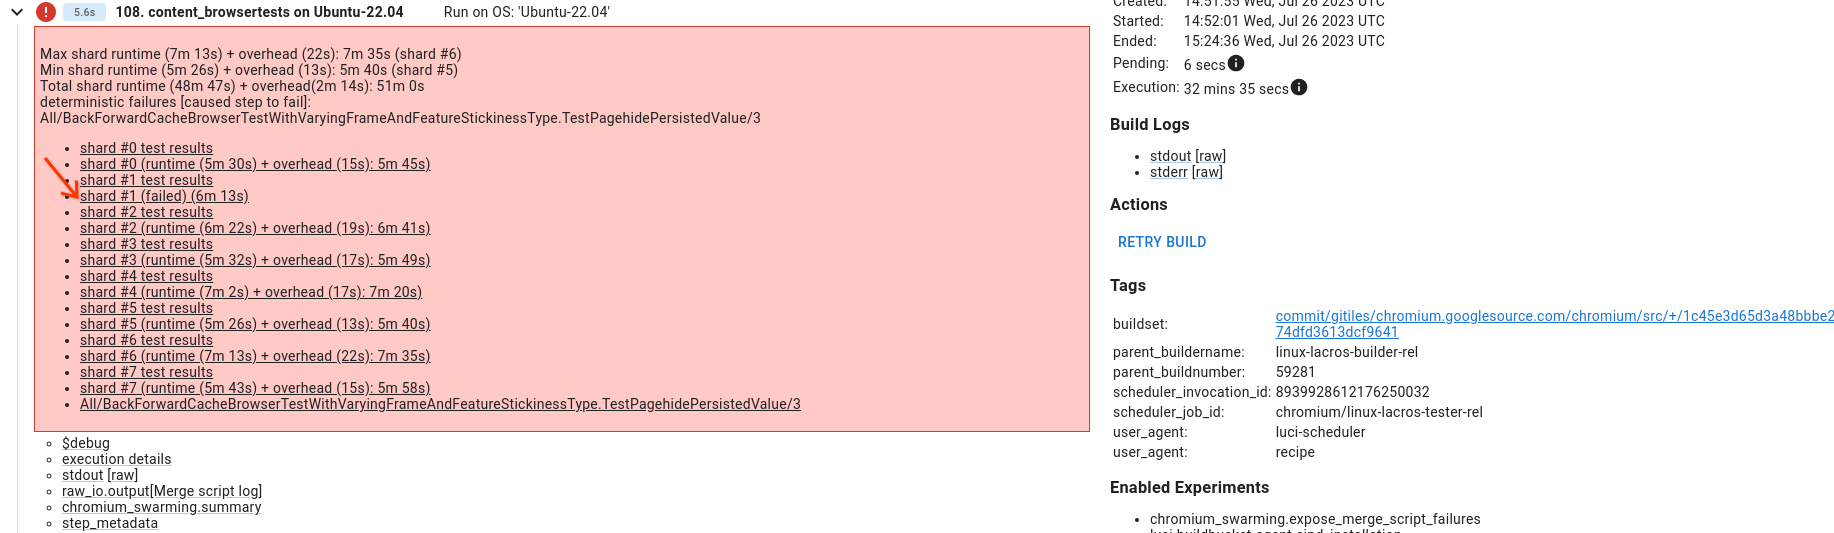 5.6s 108. content_browsertests on Ubuntu-22.04 Run on OS: 'Ubuntu-22.04'
Max shard runtime (7m 13s) + overhead (22s): 7m 35s (shard #6)
Min shard runtime (5m 26s) + overhead (13s): 5m 40s (shard #5)
Total shard runtime (48m 47s) + overhead(2m 14s): 51m 0s
deterministic failures [caused step to fail]:
All/BackForwardCacheBrowserTestWithVaryingFrameAndFeatureStickinessType.TestPagehidePersistedValue/3
shard #0 test results
shard #0 (runtime (5m 30s) + overhead (15s): 5m 45s)
shard #1 test results
shard #1 (failed) (6m 13s)
shard #2 test results
shard #2 (runtime (6m 22s) + overhead (19s): 6m 41s)
shard #3 test results
shard #3 (runtime (5m 32s) + overhead (17s): 5m 49s)
shard #4 test results
shard #4 (runtime (7m 2s) + overhead (17s): 7m 20s)
shard #5 test results
shard #5 (runtime (5m 26s) + overhead (13s): 5m 40s)
shard #6 test results
shard #6 (runtime (7m 13s) + overhead (22s): 7m 35s)
shard #7 test results
shard #7 (runtime (5m 43s) + overhead (15s): 5m 58s)
All/BackForwardCacheBrowserTestWithVaryingFrameAndFeatureStickinessType.TestPagehidePersistedValue/3
$debug
execution details
stdout [raw]
raw_io.output[Merge script log]
chromium_swarming.summary
step_metadata
Created: 14:51:55 Wed, Jul 26 2023 UTC
Started: 14:52:01 Wed, Jul 26 2023 UTC
Ended: 15:24:36 Wed, Jul 26 2023 UTC
Pending: 6 secs
Execution: 32 mins 35 secs
Build Logs
stdout [raw]
stderr [raw]
Actions
RETRY BUILD
Tags
buildset: commit/gitiles/chromium.googlesource.com/chromium/src/+/1c45e3d65d3a48bbbe2
74dfd3613dcf9641
parent_buildername: linux-lacros-builder-rel
parent_buildnumber: 59281
scheduler_invocation_id: 8939928612176250032
scheduler_job_id: chromium/linux-lacros-tester-rel
user_agent: luci-scheduler
user_agent: recipe
Enabled Experiments
chromium_swarming.expose_merge_script_failures